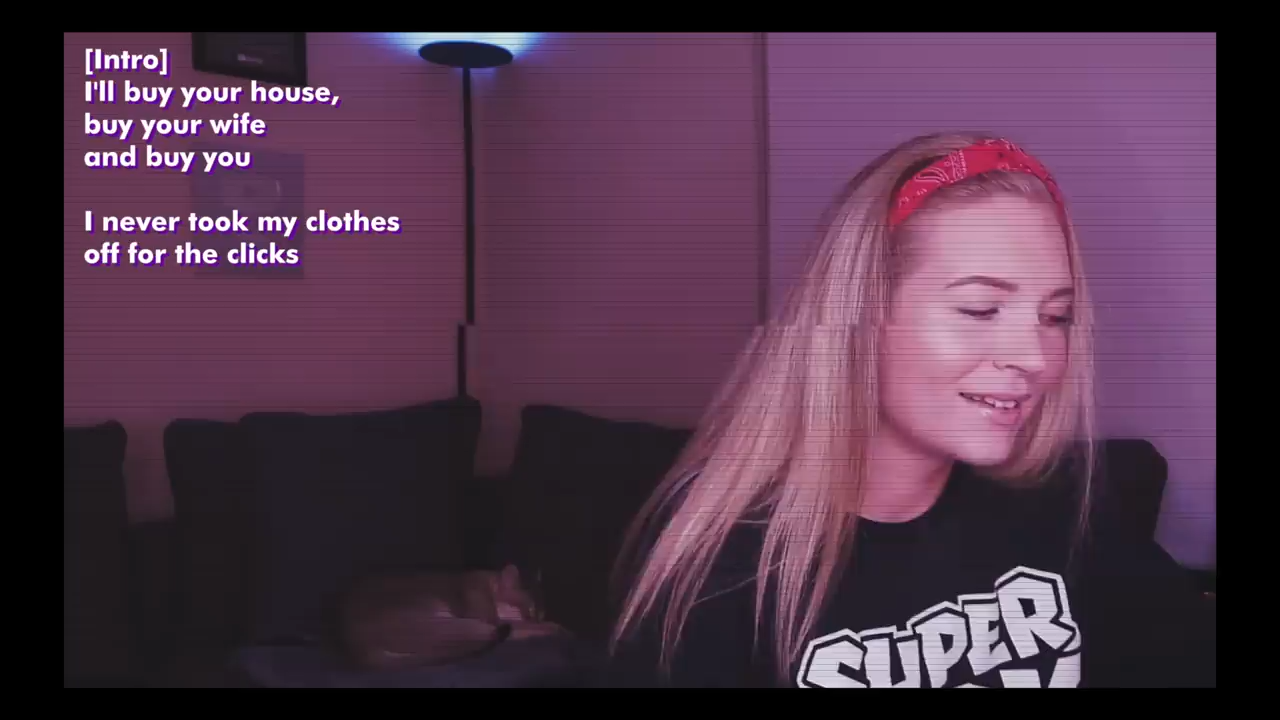 [Intro]
I'll buy your house,
buy your wife
and buy you
I never took my clothes
off for the clicks
SUPER